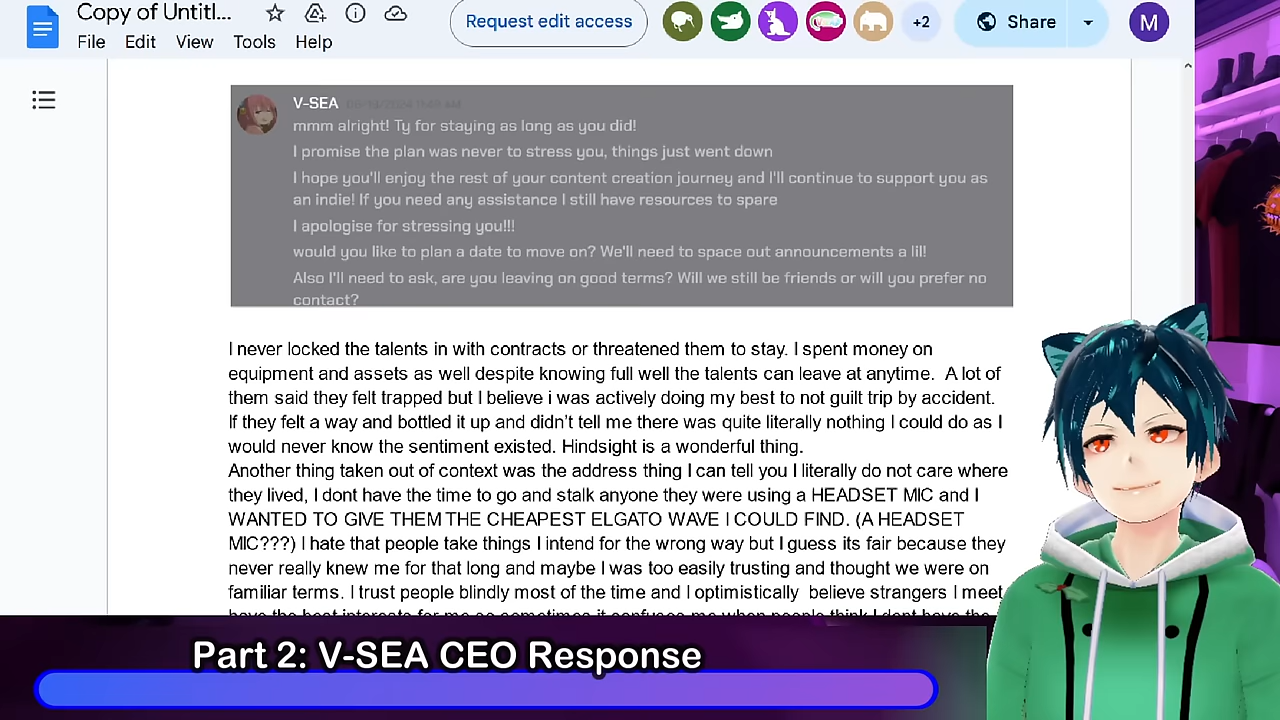 Copy of Untitl...
File Edit View Tools Help
Request edit access
+2
Share
M
V-SEA
mmm alright! Ty for staying as long as you did!
I promise the plan was never to stress you, things just went down
I hope you'll enjoy the rest of your content creation journey and I'll continue to support you as
an indie! If you need any assistance I still have resources to spare
I apologise for stressing you!!!
would you like to plan a date to move on? We'll need to space out announcements a lil!
Also I'll need to ask, are you leaving on good terms? Will we still be friends or will you prefer no
contact?
I never locked the talents in with contracts or threatened them to stay. I spent money on
equipment and assets as well despite knowing full well the talents can leave at anytime. A lot of
them said they felt trapped but I believe i was actively doing my best to not guilt trip by accident.
If they felt a way and bottled it up and didn't tell me there was quite literally nothing I could do as I
would never know the sentiment existed. Hindsight is a wonderful thing.
Another thing taken out of context was the address thing I can tell you I literally do not care where
they lived, I dont have the time to go and stalk anyone they were using a HEADSET MIC and I
WANTED TO GIVE THEM THE CHEAPEST ELGATO WAVE I COULD FIND. (A HEADSET
MIC???) I hate that people take things I intend for the wrong way but I guess its fair because they
never really knew me for that long and maybe I was too easily trusting and thought we were on
familiar terms. I trust people blindly most of the time and I optimistically believe strangers I meet
Part 2: V-SEA CEO Response